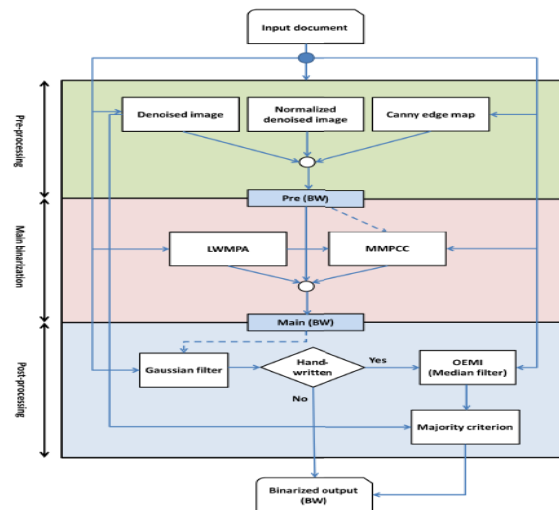 Input document
Pre-processing
Denoised image
Normalized
denoised image
Canny edge map
Pre (BW)
Main binarization
LWMPA
MMPCC
Main (BW)
Post-processing
Gaussian filter
Hand-
written
Yes
OEMI
(Median filter)
No
Majority criterion
Binarized output
(BW)